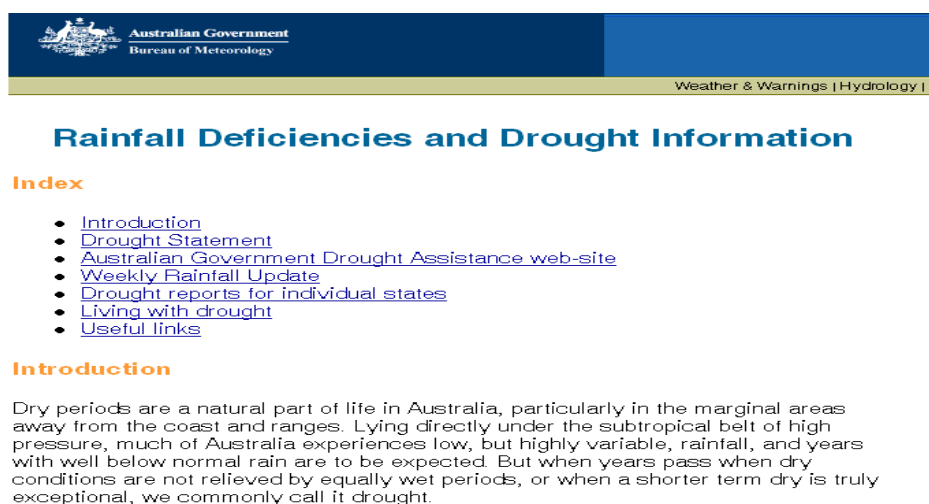 Australian Government
Bureau of Meteorology
Weather & Warnings | Hydrology |
Rainfall Deficiencies and Drought Information
Index
Introduction
Drought Statement
Australian Government Drought Assistance web-site
Weekly Rainfall Update
Drought reports for individual states
Living with drought
Useful links
Introduction
Dry periods are a natural part of life in Australia, particularly in the marginal areas
away from the coast and ranges. Lying directly under the subtropical belt of high
pressure, much of Australia experiences low, but highly variable, rainfall, and years
with well below normal rain are to be expected. But when years pass when dry
conditions are not relieved by equally wet periods, or when a shorter term dry is truly
exceptional, we commonly call it drought.